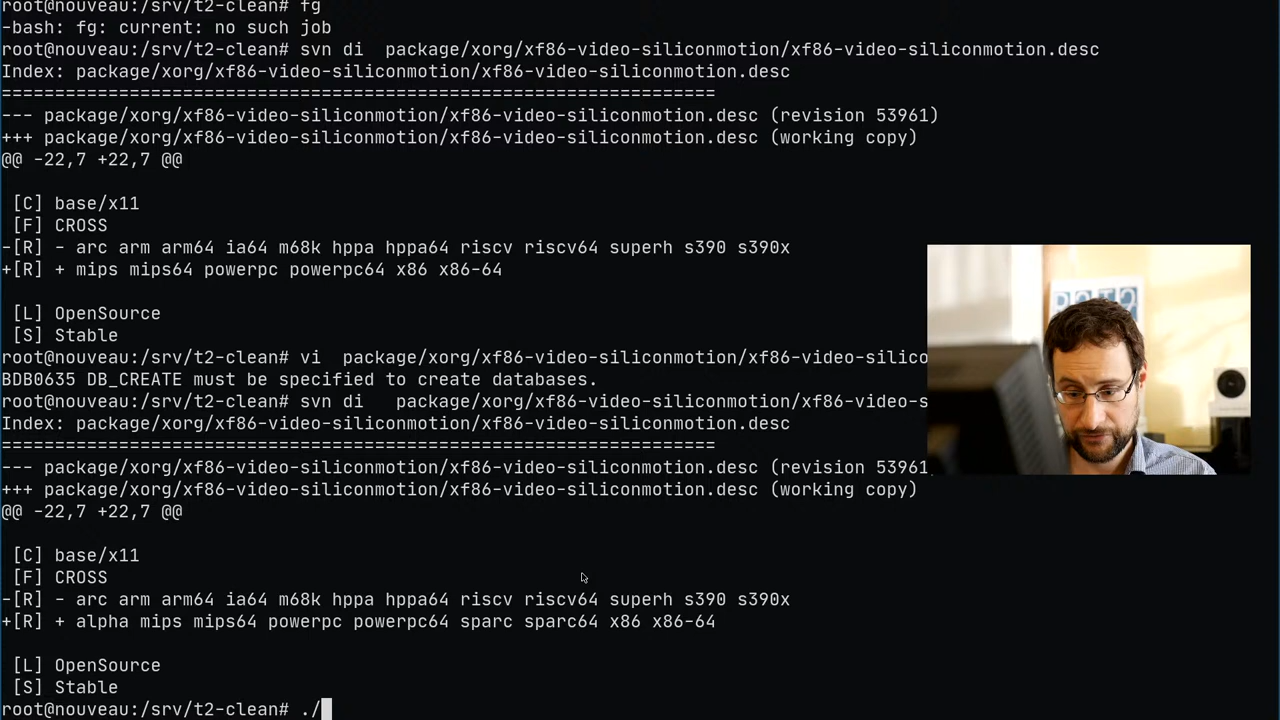 root@nouveau:/srv/t2-clean# fg
-bash: fg: current: no such job
root@nouveau:/srv/t2-clean# svn di  package/xorg/xf86-video-siliconmotion/xf86-video-siliconmotion.desc
Index: package/xorg/xf86-video-siliconmotion/xf86-video-siliconmotion.desc
===================================================================
--- package/xorg/xf86-video-siliconmotion/xf86-video-siliconmotion.desc (revision 53961)
+++ package/xorg/xf86-video-siliconmotion/xf86-video-siliconmotion.desc (working copy)
@@ -22,7 +22,7 @@
[C] base/x11
[F] CROSS
-[R] - arc arm arm64 ia64 m68k hppa hppa64 riscv riscv64 superh s390 s390x
+[R] + mips mips64 powerpc powerpc64 x86 x86-64
[L] OpenSource
[S] Stable
root@nouveau:/srv/t2-clean# vi  package/xorg/xf86-video-siliconmotion/xf86-video-silico
BDB0635 DB_CREATE must be specified to create databases.
root@nouveau:/srv/t2-clean# svn di   package/xorg/xf86-video-siliconmotion/xf86-video-s
Index: package/xorg/xf86-video-siliconmotion/xf86-video-siliconmotion.desc
===================================================================
--- package/xorg/xf86-video-siliconmotion/xf86-video-siliconmotion.desc (revision 53961
+++ package/xorg/xf86-video-siliconmotion/xf86-video-siliconmotion.desc (working copy)
@@ -22,7 +22,7 @@
[C] base/x11
[F] CROSS
-[R] - arc arm arm64 ia64 m68k hppa hppa64 riscv riscv64 superh s390 s390x
+[R] + alpha mips mips64 powerpc powerpc64 sparc sparc64 x86 x86-64
[L] OpenSource
[S] Stable
root@nouveau:/srv/t2-clean# ./